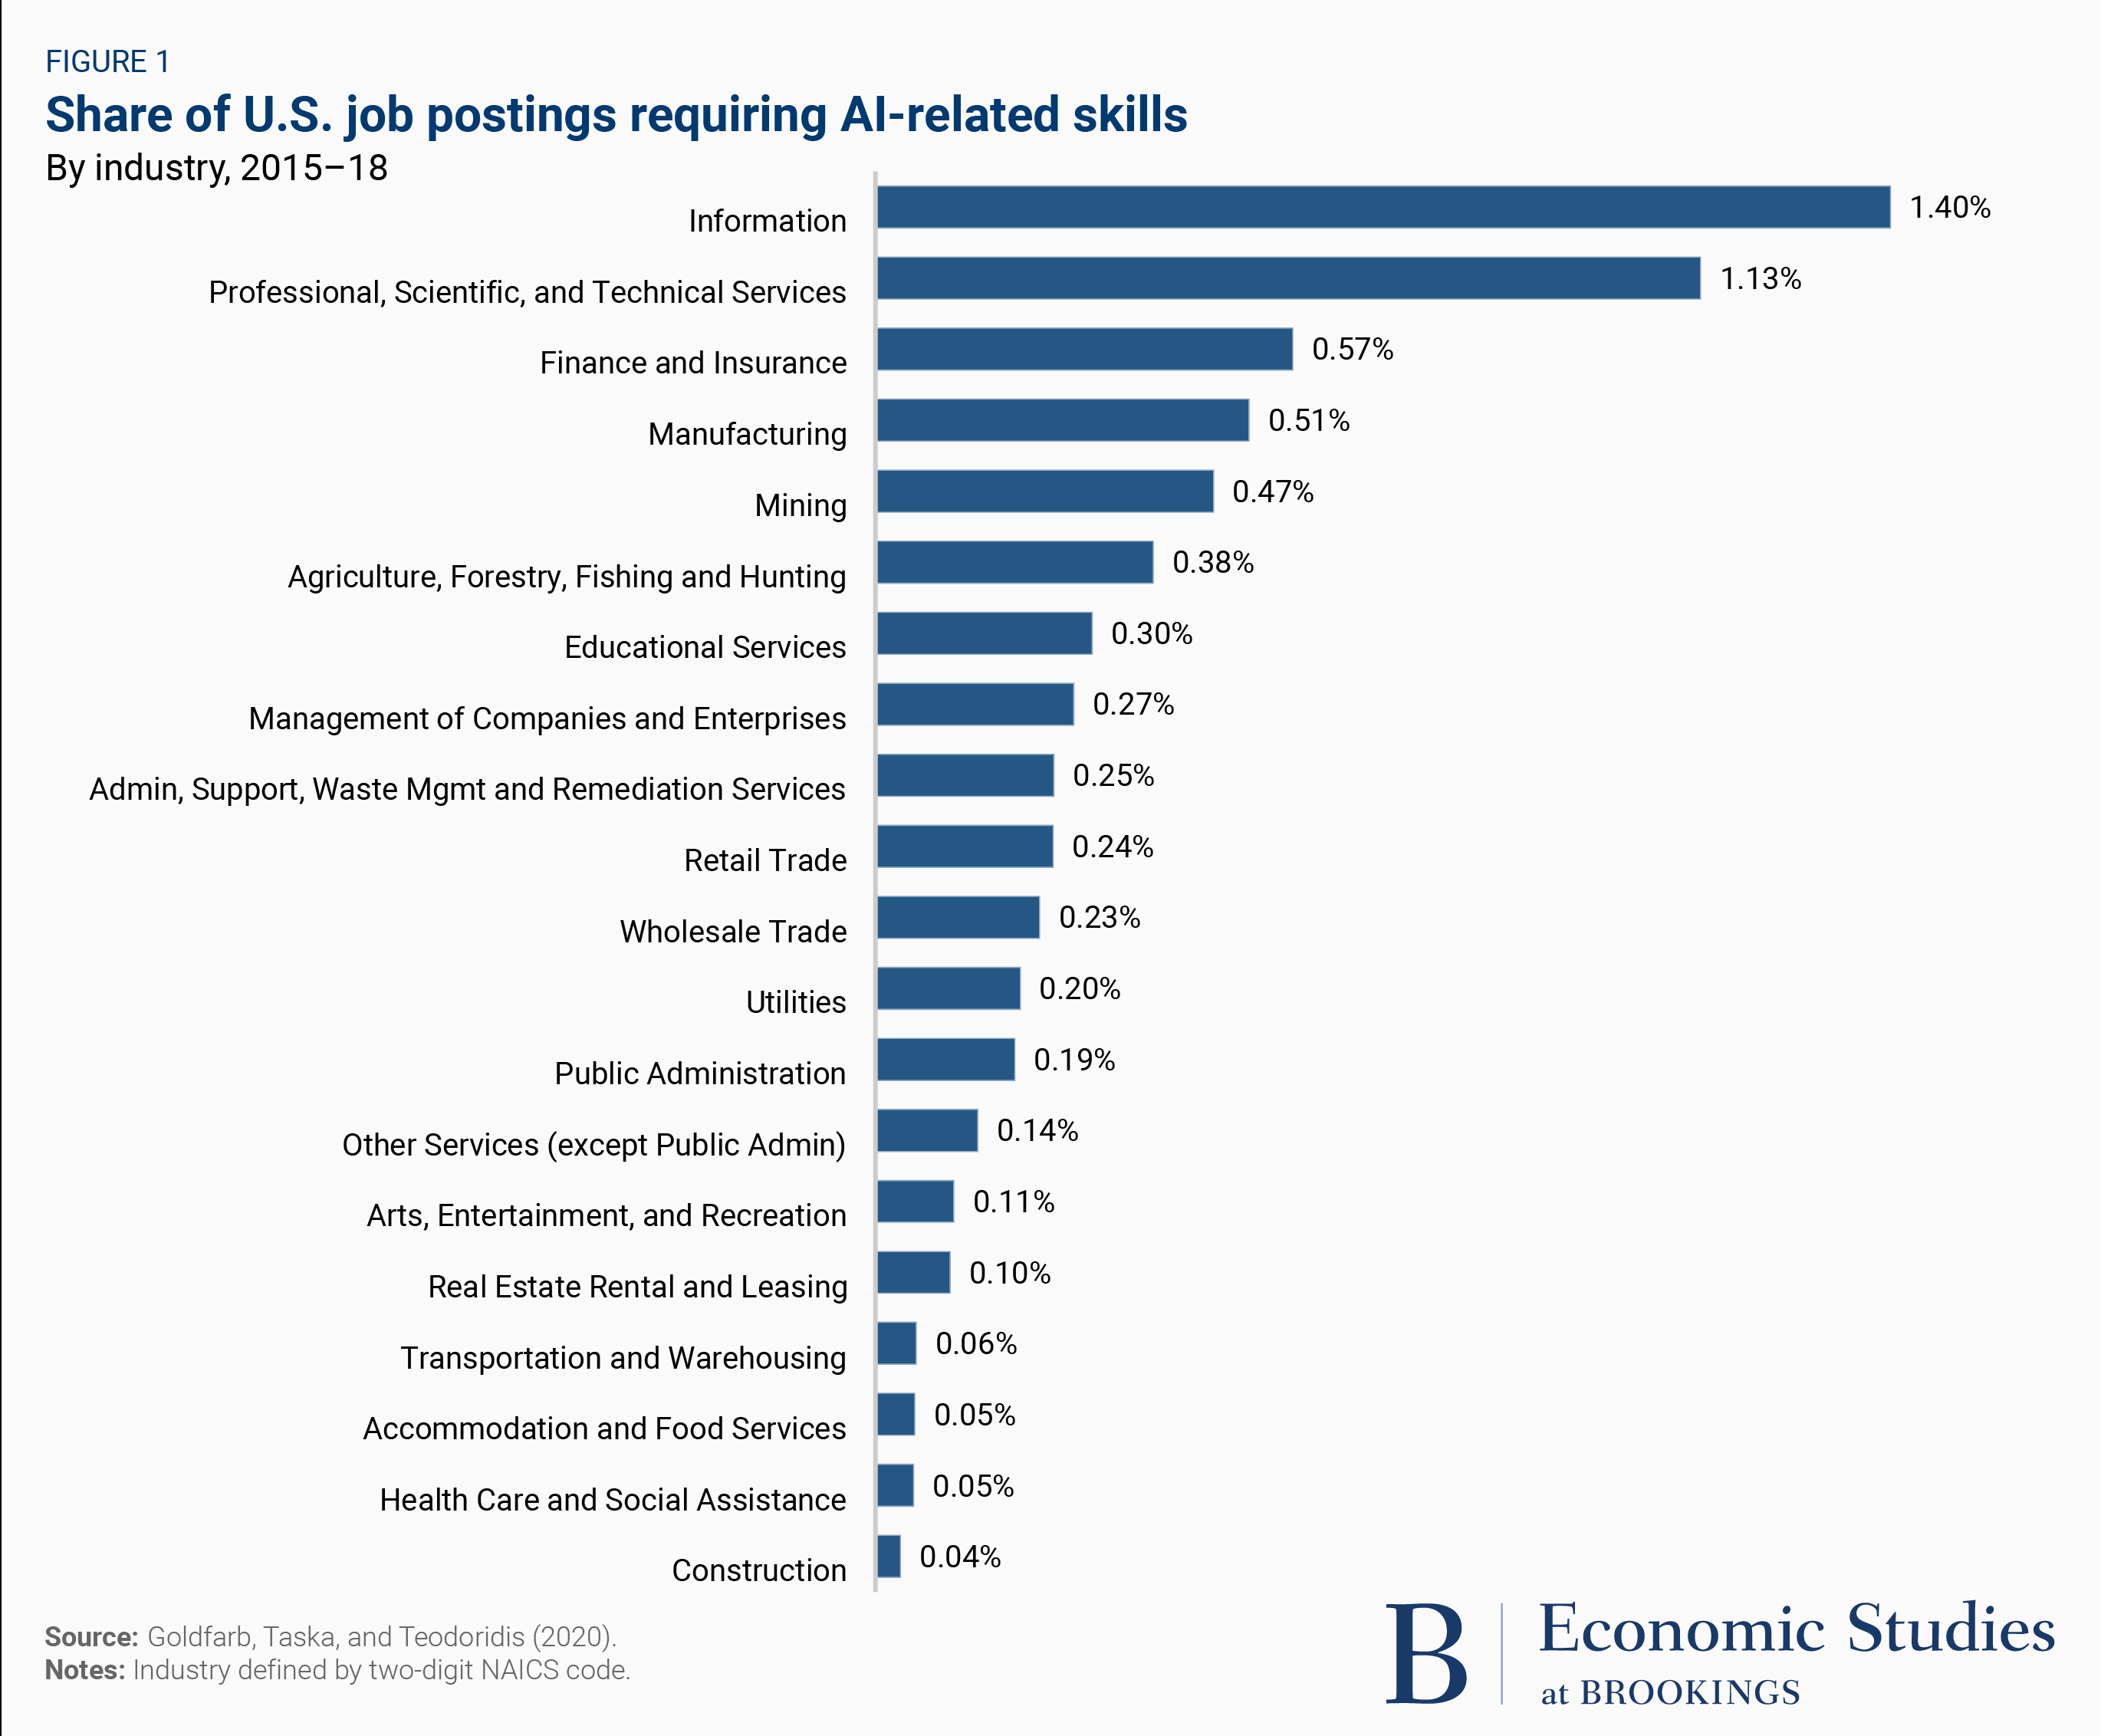 FIGURE 1
Share of U.S. job postings requiring AI-related skills
By industry, 2015–18
Information 1.40%
Professional, Scientific, and Technical Services 1.13%
Finance and Insurance 0.57%
Manufacturing 0.51%
Mining 0.47%
Agriculture, Forestry, Fishing and Hunting 0.38%
Educational Services 0.30%
Management of Companies and Enterprises 0.27%
Admin, Support, Waste Mgmt and Remediation Services 0.25%
Retail Trade 0.24%
Wholesale Trade 0.23%
Utilities 0.20%
Public Administration 0.19%
Other Services (except Public Admin) 0.14%
Arts, Entertainment, and Recreation 0.11%
Real Estate Rental and Leasing 0.10%
Transportation and Warehousing 0.06%
Accommodation and Food Services 0.05%
Health Care and Social Assistance 0.05%
Construction 0.04%
Source: Goldfarb, Taska, and Teodoridis (2020).
Notes: Industry defined by two-digit NAICS code.
B
Economic Studies
at BROOKINGS